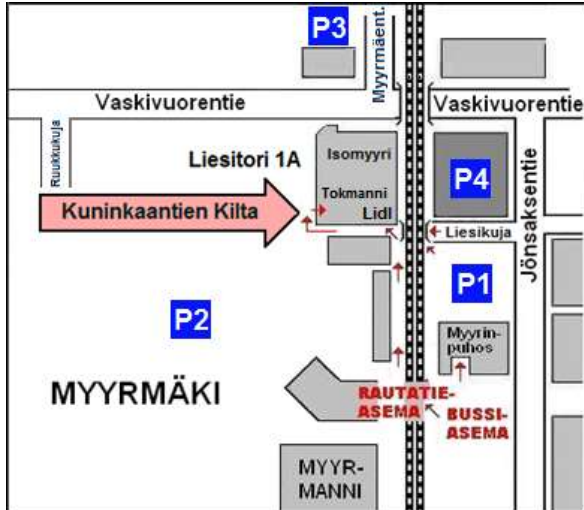 P3
Myyrmäent.
Vaskivuorentie
Vaskivuorentie
Ruukkukuja
Liesitori 1A
Isomyyri
P4
Tokmanni
Kuninkaantien Kilta
Lidl
Liesikuja
Jönsaksentie
P1
P2
Myyrin-
puhos
MYYRMÄKI
RAUTATIE-
ASEMA
BUSSI-
ASEMA
MYYR-
MANNI